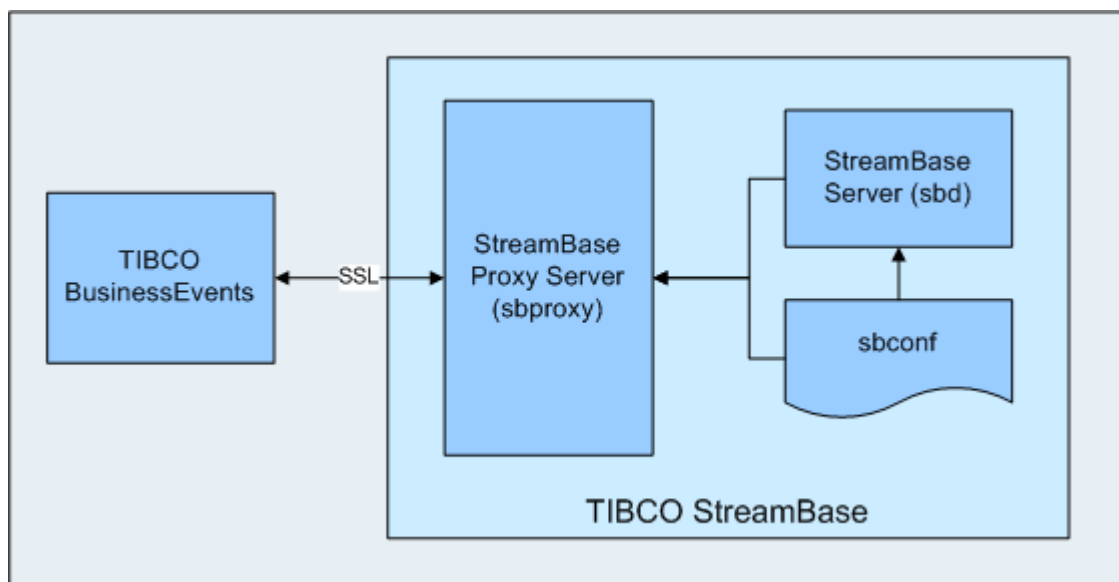 TIBCO
BusinessEvents
SSL
StreamBase
Proxy Server
(sbproxy)
StreamBase
Server (sbd)
sbconf
TIBCO StreamBase